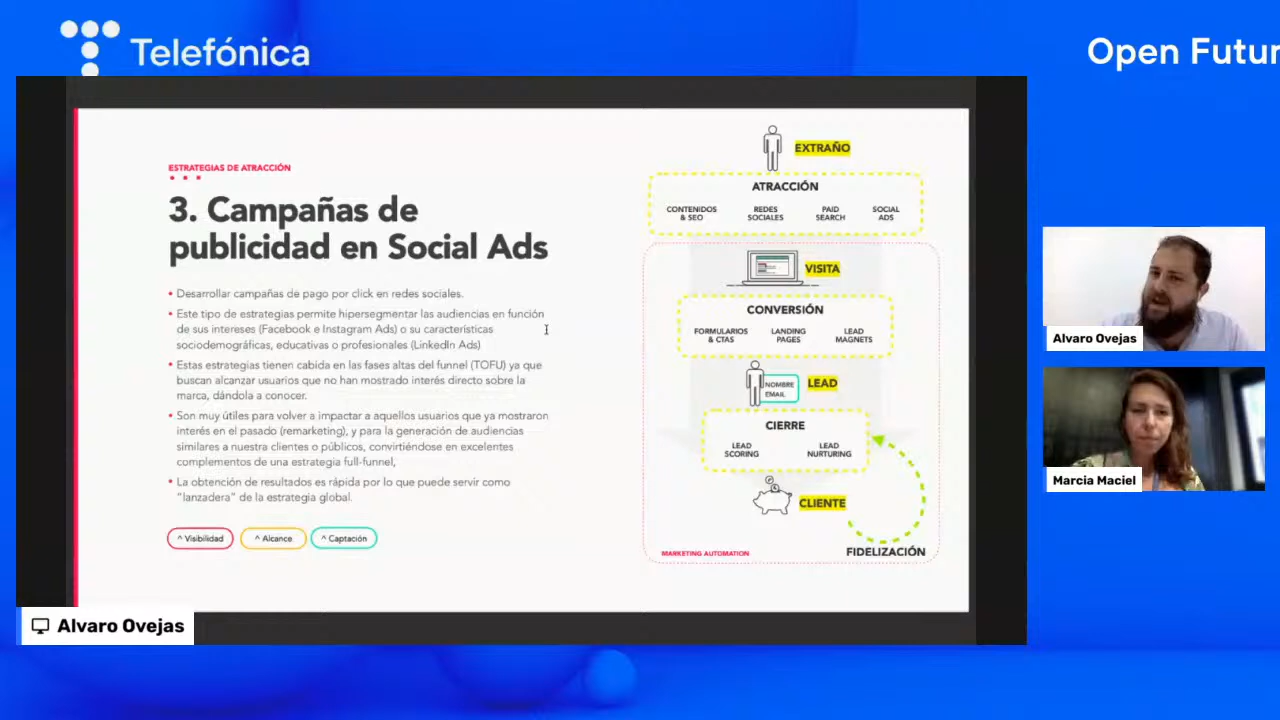 Telefónica
Open Futur
ESTRATEGIAS DE ATRACCIÓN
3. Campañas de
publicidad en Social Ads
• Desarrollar campañas de pago por click en redes sociales.
• Este tipo de estrategias permite hipersegmentar las audiencias en función
de sus intereses (Facebook e Instagram Ads) o su características
sociodemográficas, educativas o profesionales (LinkedIn Ads)
• Estas estrategias tienen cabida en las fases altas del funnel (TOFU) ya que
buscan alcanzar usuarios que no han mostrado interés directo sobre la
marca, dándola a conocer.
• Son muy útiles para volver a impactar a aquellos usuarios que ya mostraron
interés en el pasado (remarketing), y para la generación de audiencias
similares a nuestra clientes o públicos, convirtiéndose en excelentes
complementos de una estrategia full-funnel,
• La obtención de resultados es rápida por lo que puede servir como
"lanzadera" de la estrategia global.
^ Visibilidad
^ Alcance
^ Captación
EXTRAÑO
ATRACCIÓN
CONTENIDOS
& SEO
REDES
SOCIALES
PAID
SEARCH
SOCIAL
ADS
VISITA
CONVERSIÓN
FORMULARIOS
& CTAS
LANDING
PAGES
LEAD
MAGNETS
NOMBRE
EMAIL
LEAD
CIERRE
LEAD
SCORING
LEAD
NURTURING
CLIENTE
FIDELIZACIÓN
MARKETING AUTOMATION
Alvaro Ovejas
Marcia Maciel
Alvaro Ovejas